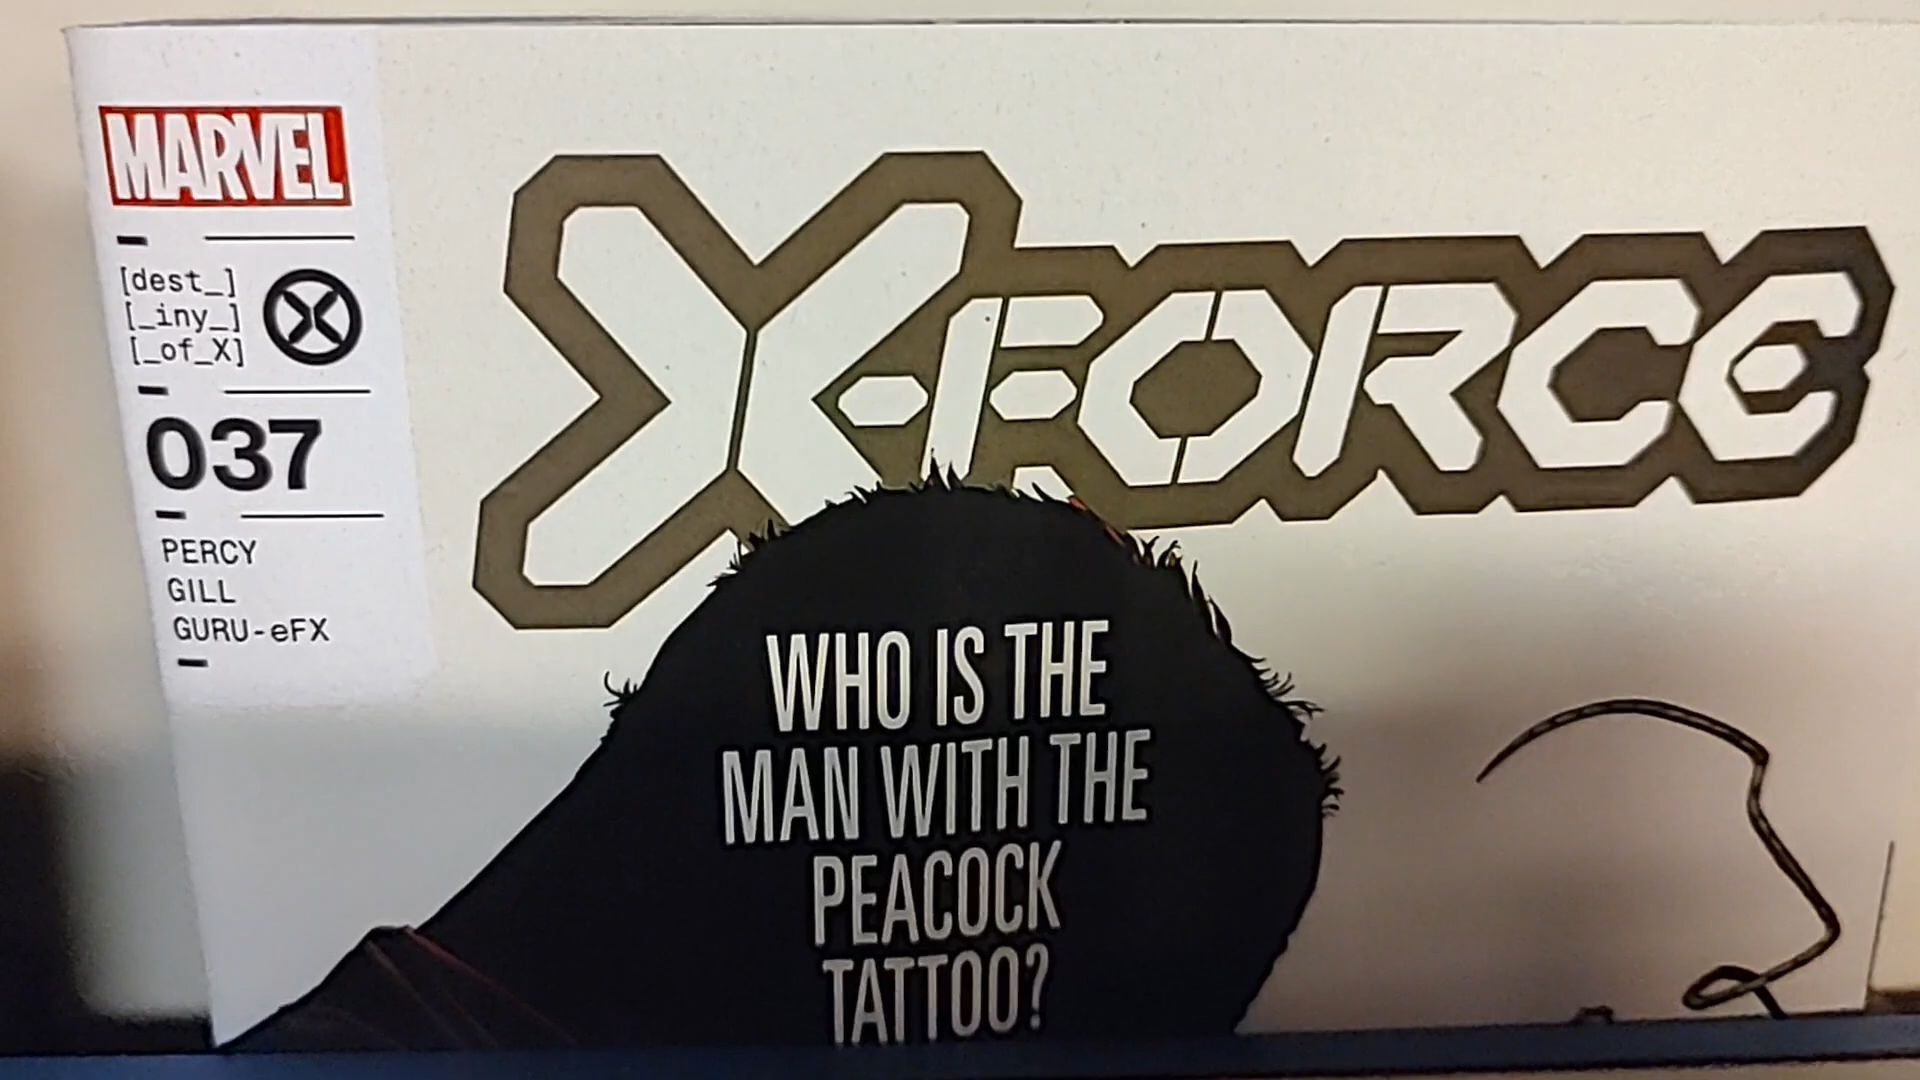 MARVEL
[dest_]
[_iny_]
[_of_X]
037
PERCY
GILL
GURU-eFX
X-FORCE
WHO IS THE
MAN WITH THE
PEACOCK
TATTOO?